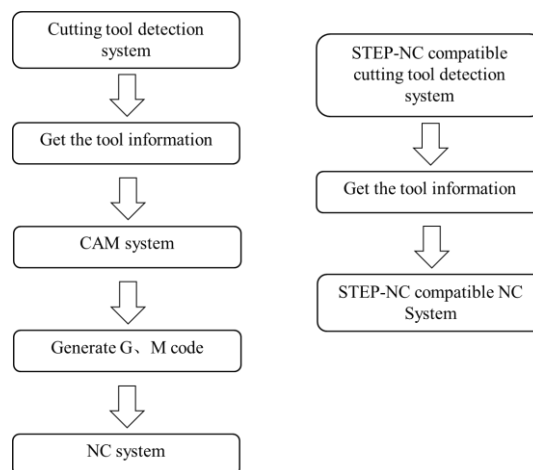 Cutting tool detection
system
Get the tool information
CAM system
Generate G、M code
NC system
STEP-NC compatible
cutting tool detection
system
Get the tool information
STEP-NC compatible NC
System